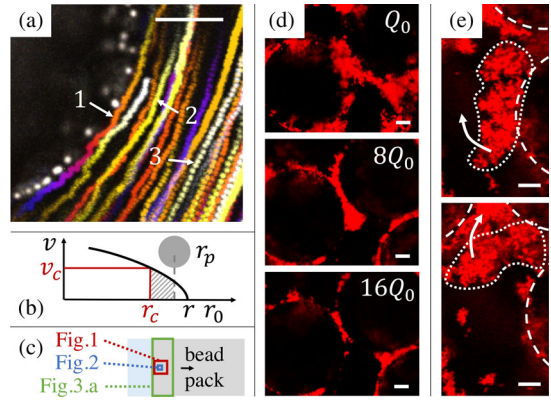 (a)
1
2
3
(b)
v
v_c
r_p
r_c
r
r_0
(c)
Fig.1
Fig.2
Fig.3.a
bead
pack
(d)
Q_0
8Q_0
16Q_0
(e)